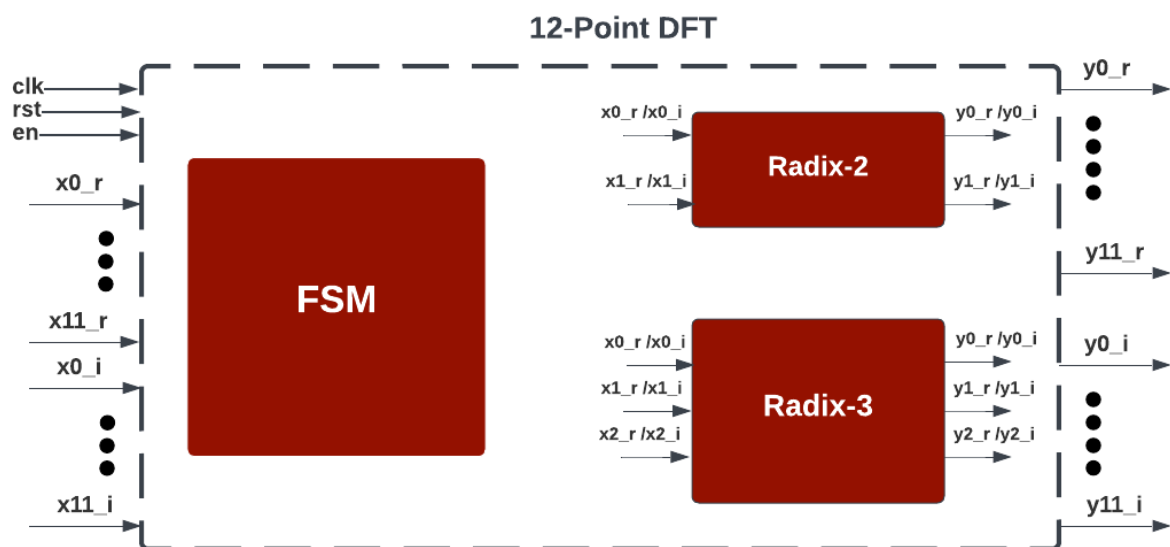 12-Point DFT
clk
rst
en
x0_r
x11_r
x0_i
x11_i
FSM
x0_r /x0_i
x1_r /x1_i
Radix-2
y0_r /y0_i
y1_r /y1_i
x0_r /x0_i
x1_r /x1_i
x2_r /x2_i
Radix-3
y0_r /y0_i
y1_r /y1_i
y2_r /y2_i
y0_r
y11_r
y0_i
y11_i